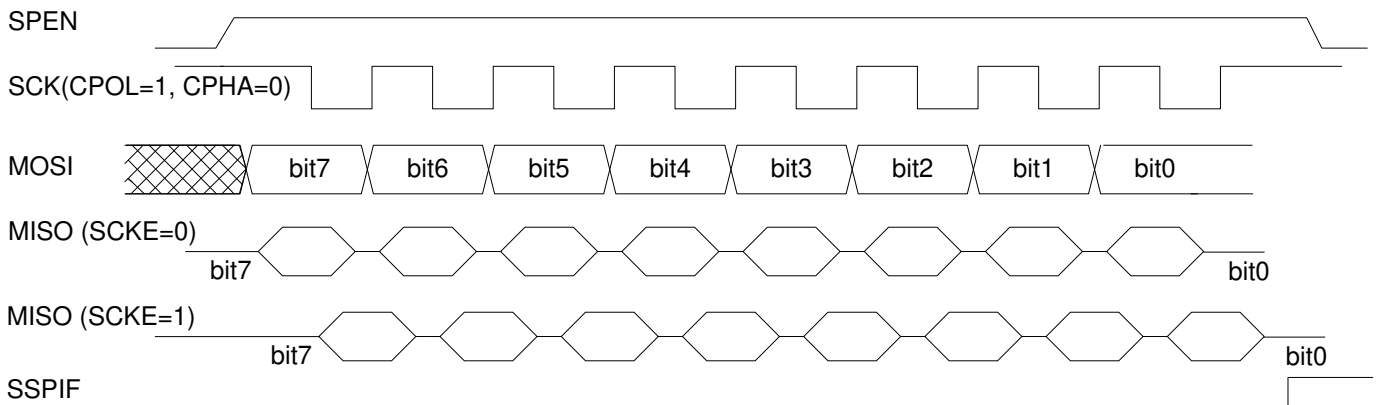 SPEN
SCK(CPOL=1, CPHA=0)
MOSI
bit7 bit6 bit5 bit4 bit3 bit2 bit1 bit0
MISO (SCKE=0)
bit7 bit0
MISO (SCKE=1)
bit7 bit0
SSPIF